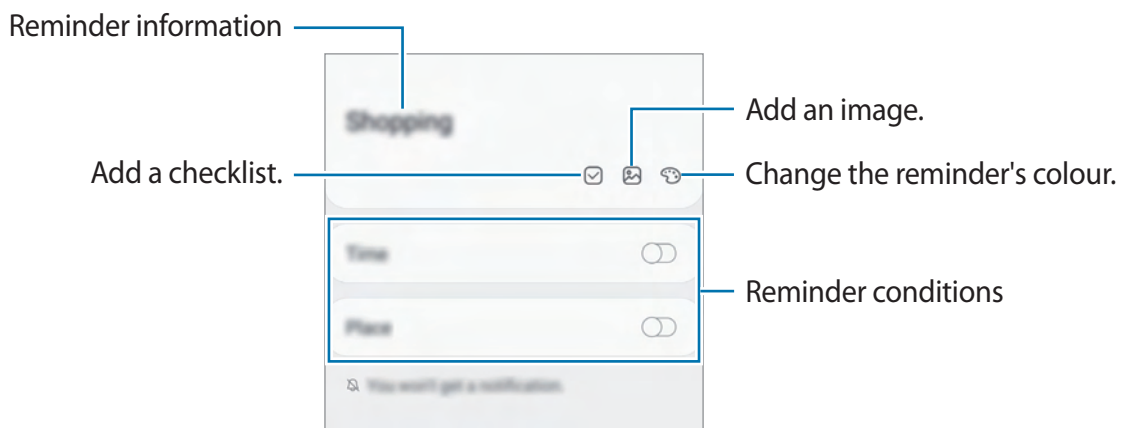 Reminder information
Shopping
Add an image.
Add a checklist.
Change the reminder's colour.
Time
Reminder conditions
Place
You won't get a notification.